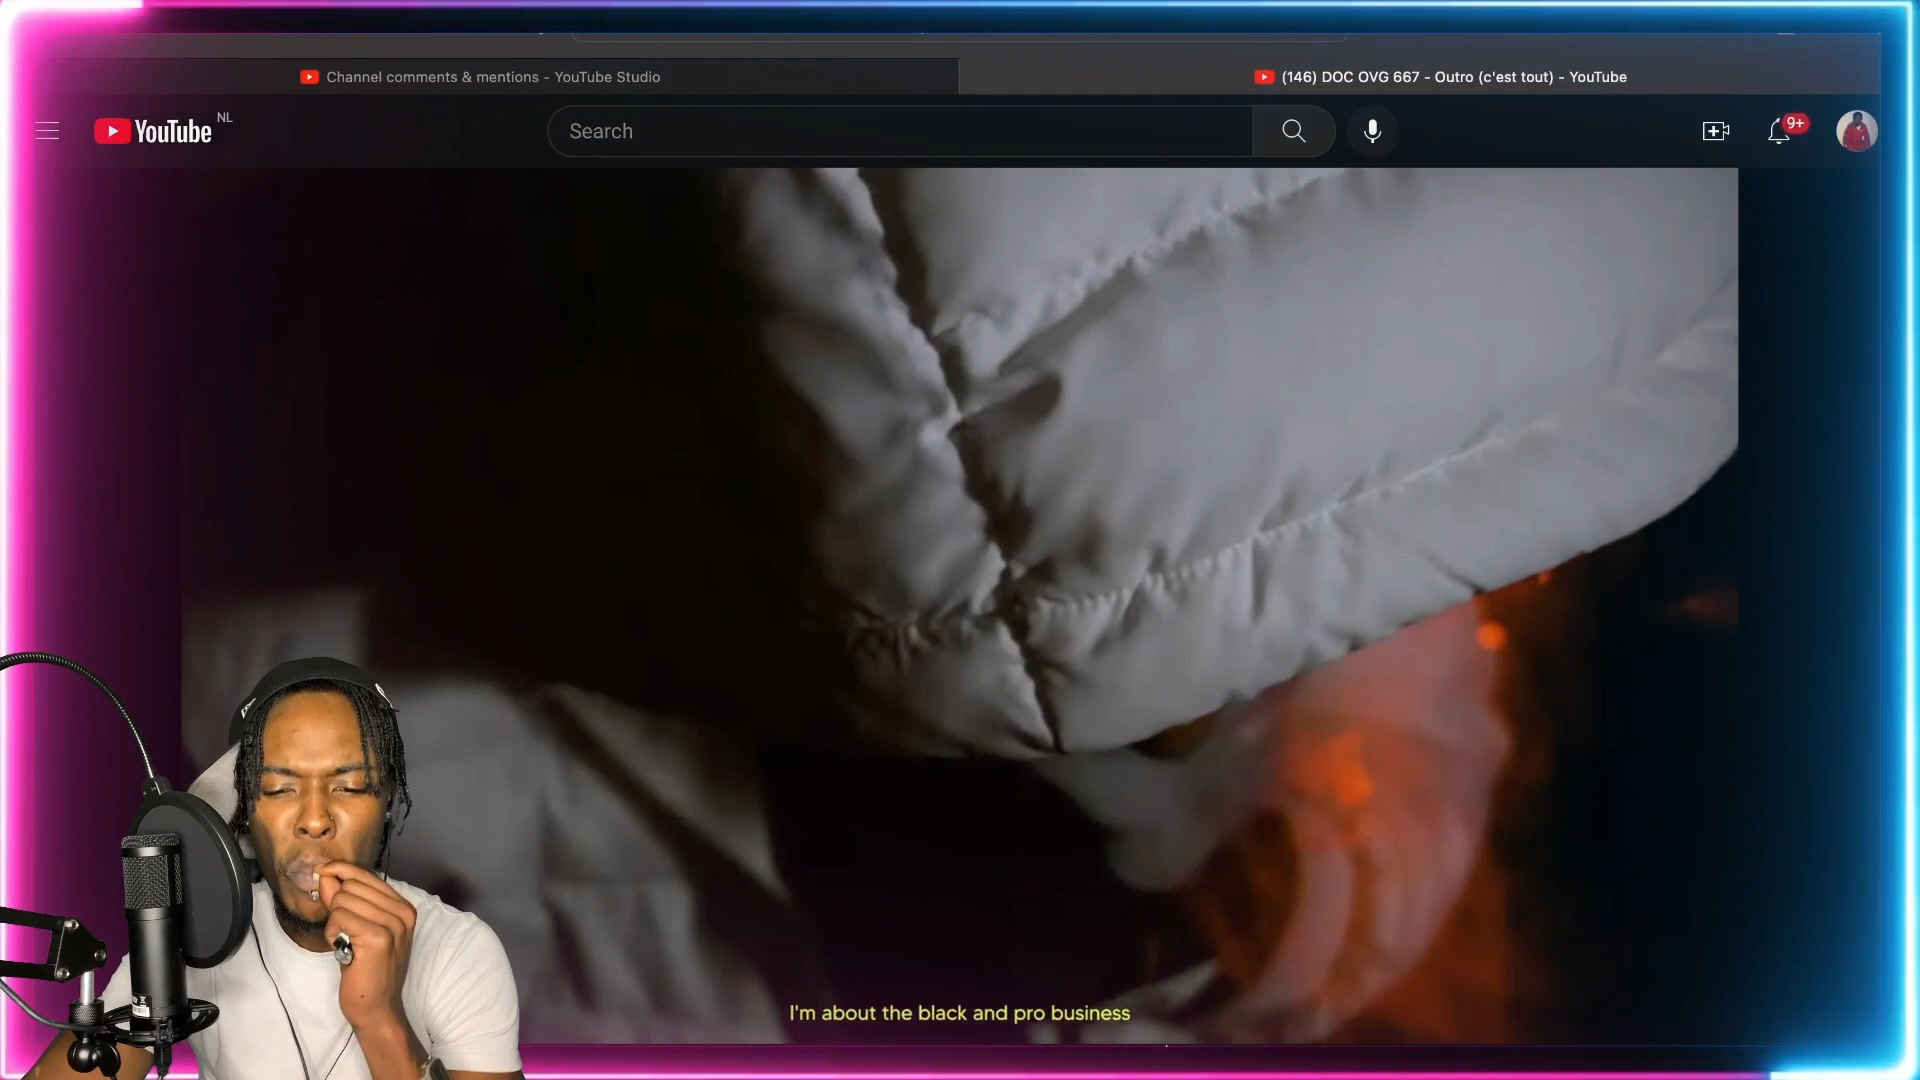 Channel comments & mentions - YouTube Studio
(146) DOC OVG 667 - Outro (c'est tout) - YouTube
YouTube NL
Search
9+
I'm about the black and pro business